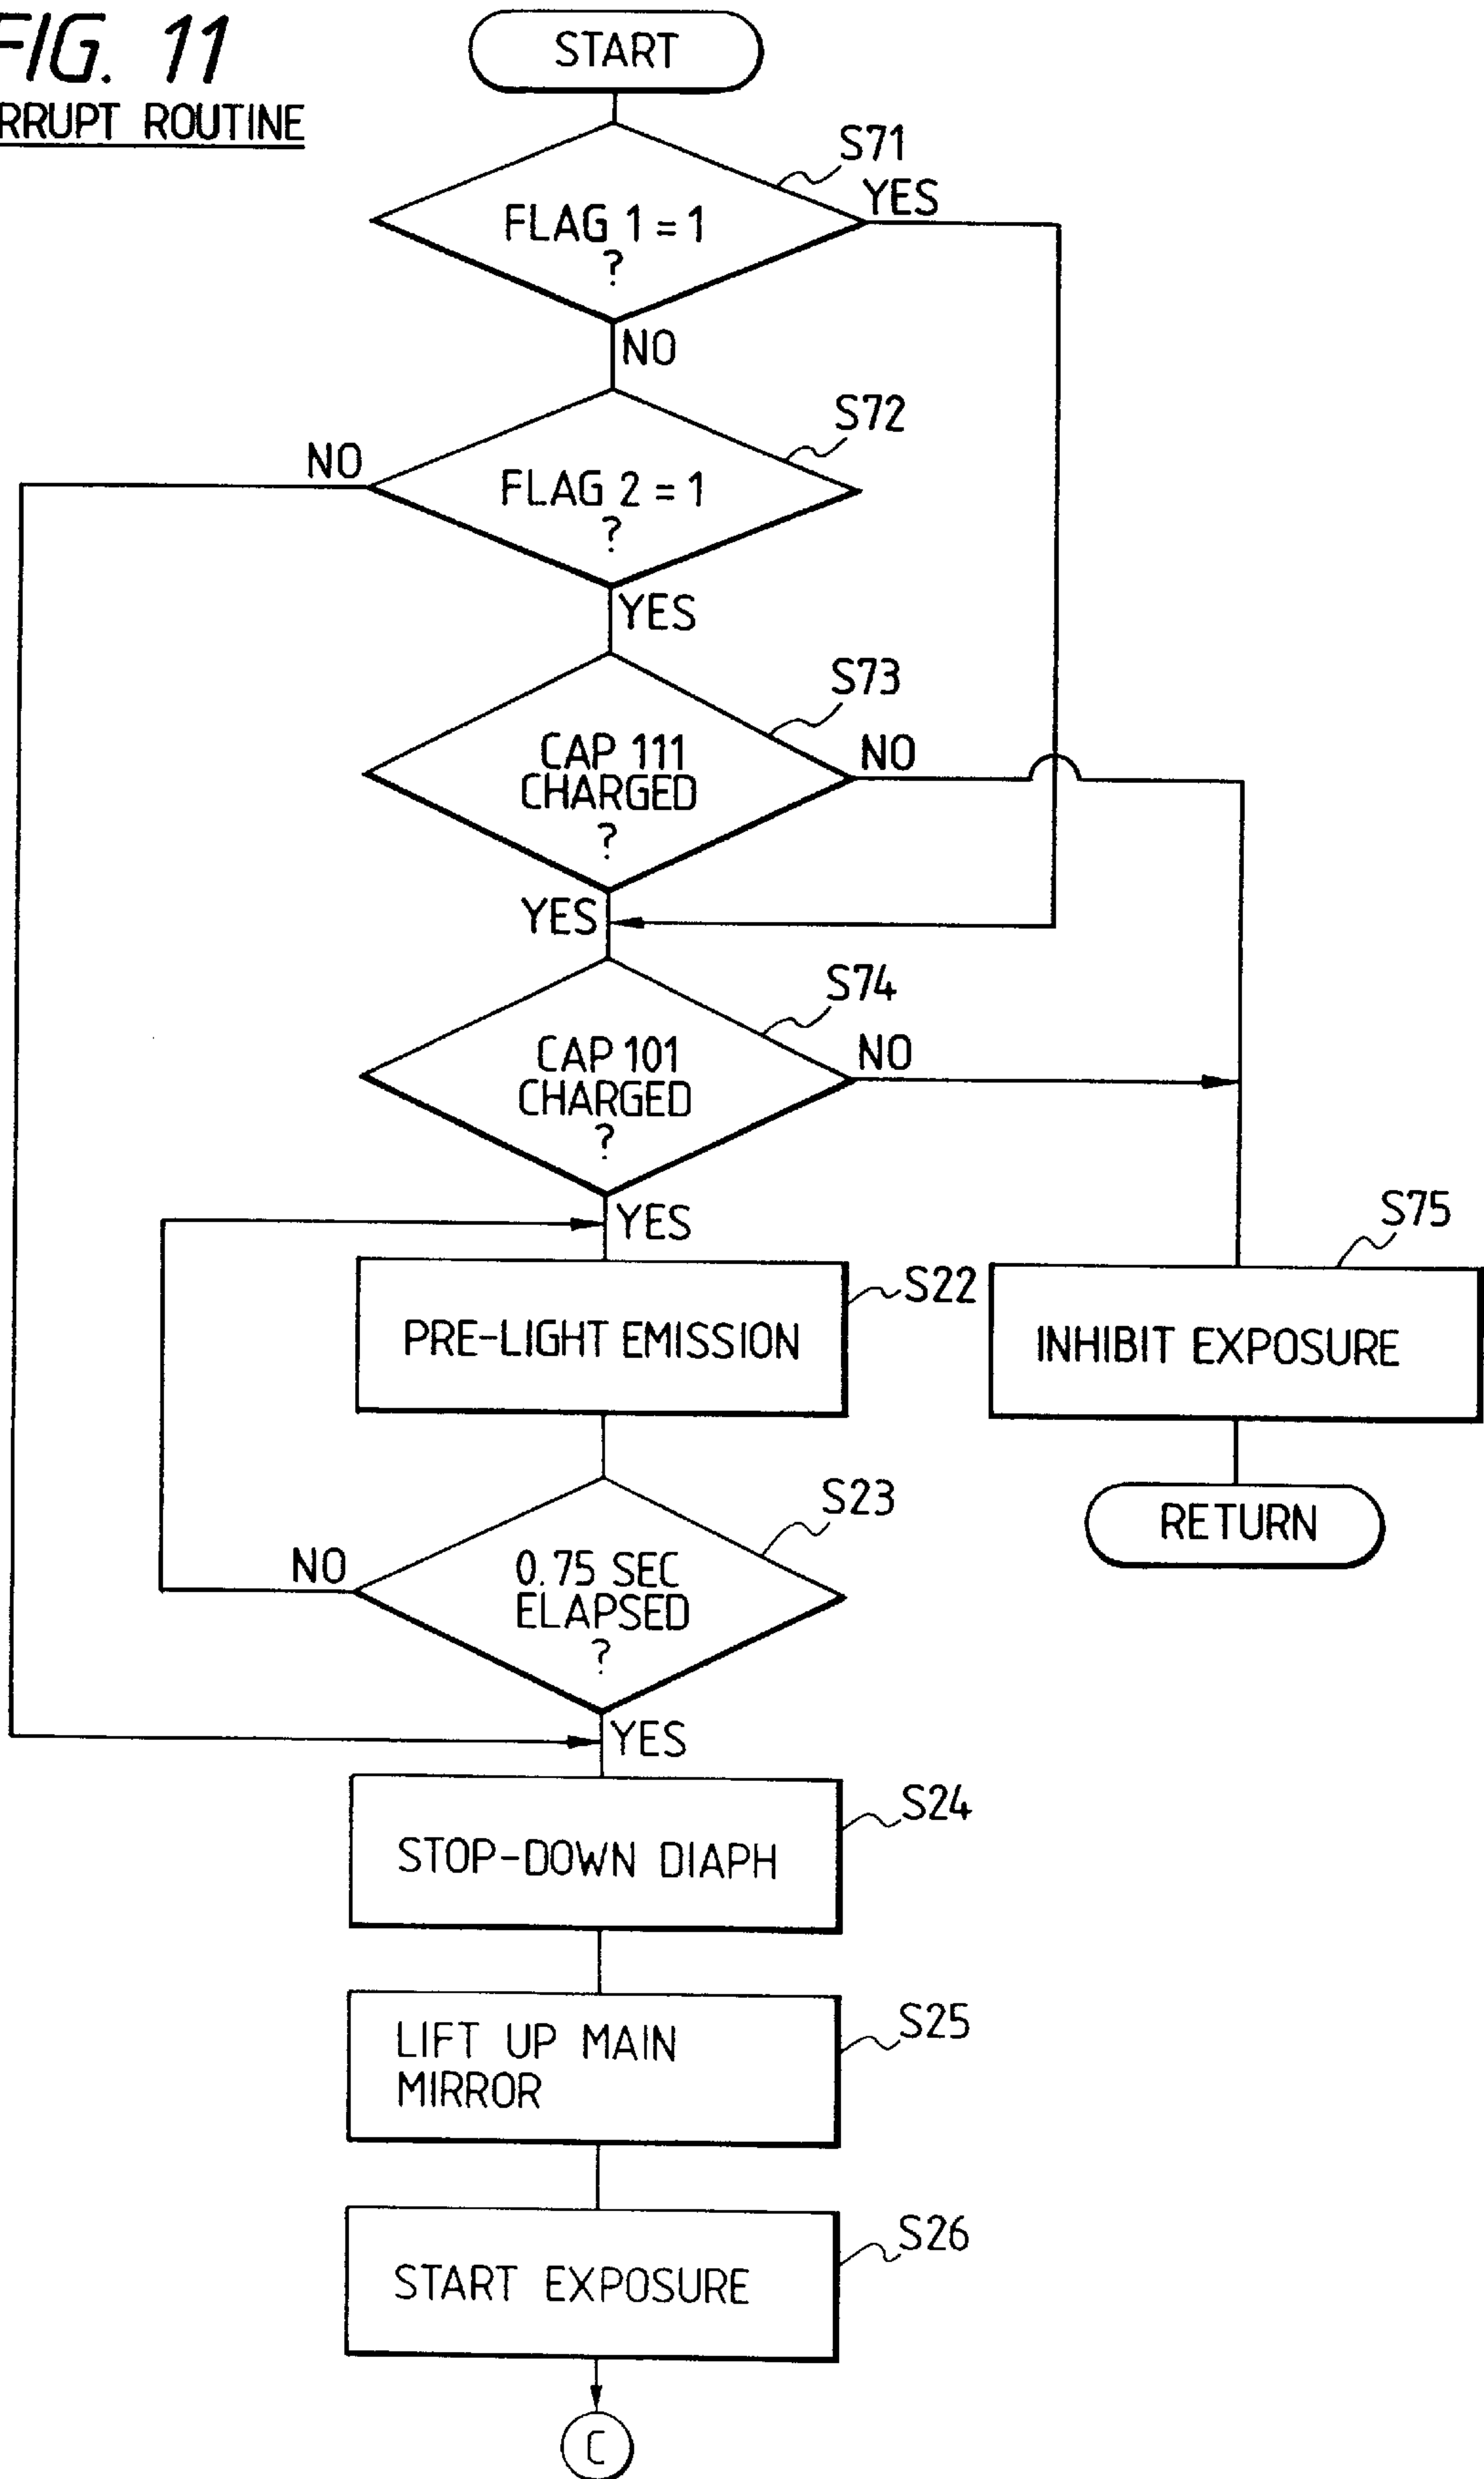 FIG. 11
RRUPT ROUTINE
START
S71
FLAG 1 = 1
?
YES
NO
S72
FLAG 2 = 1
?
NO
YES
S73
CAP 111
CHARGED
?
NO
YES
S74
CAP 101
CHARGED
?
NO
YES
S22
PRE-LIGHT EMISSION
S75
INHIBIT EXPOSURE
RETURN
S23
0.75 SEC
ELAPSED
?
NO
YES
S24
STOP-DOWN DIAPH
S25
LIFT UP MAIN
MIRROR
S26
START EXPOSURE
C